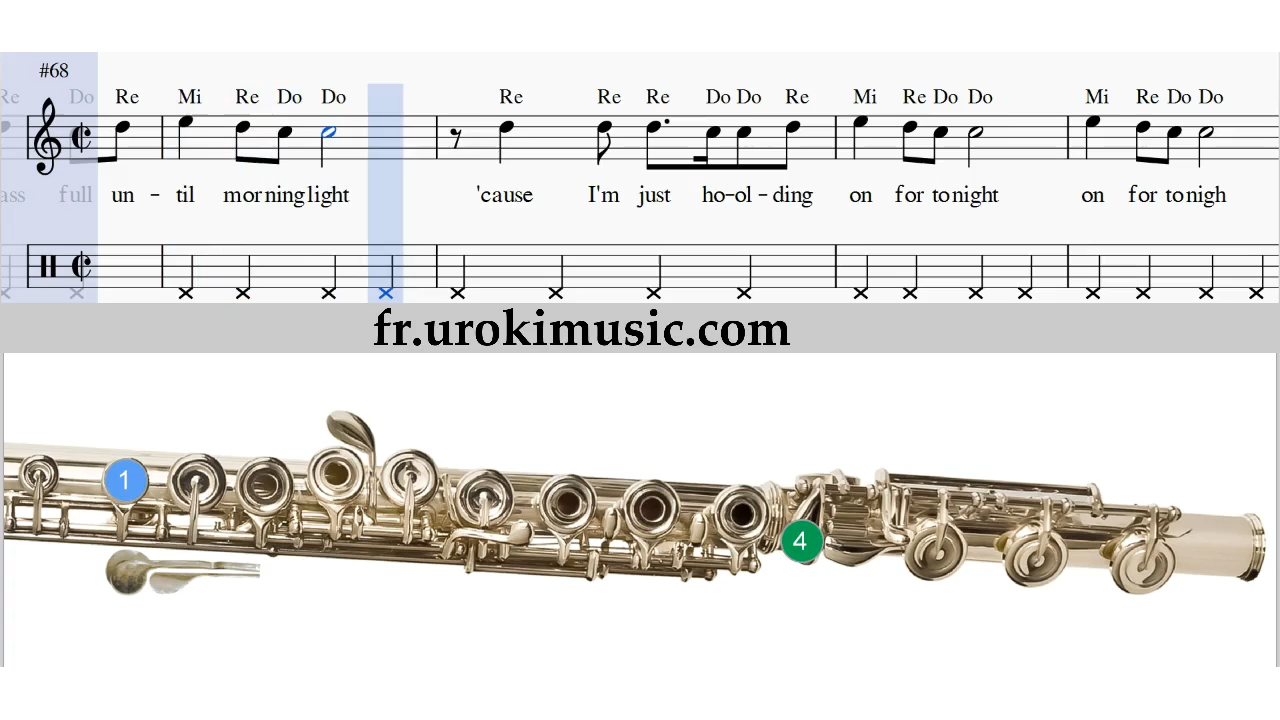 #68
Re Do Re Mi Re Do Do Re Re Re Do Do Re Mi Re Do Do Mi Re Do Do
ass full un - til morning light 'cause I'm just ho-ol - ding on for tonight on for tonigh
fr.urokimusic.com
1
4